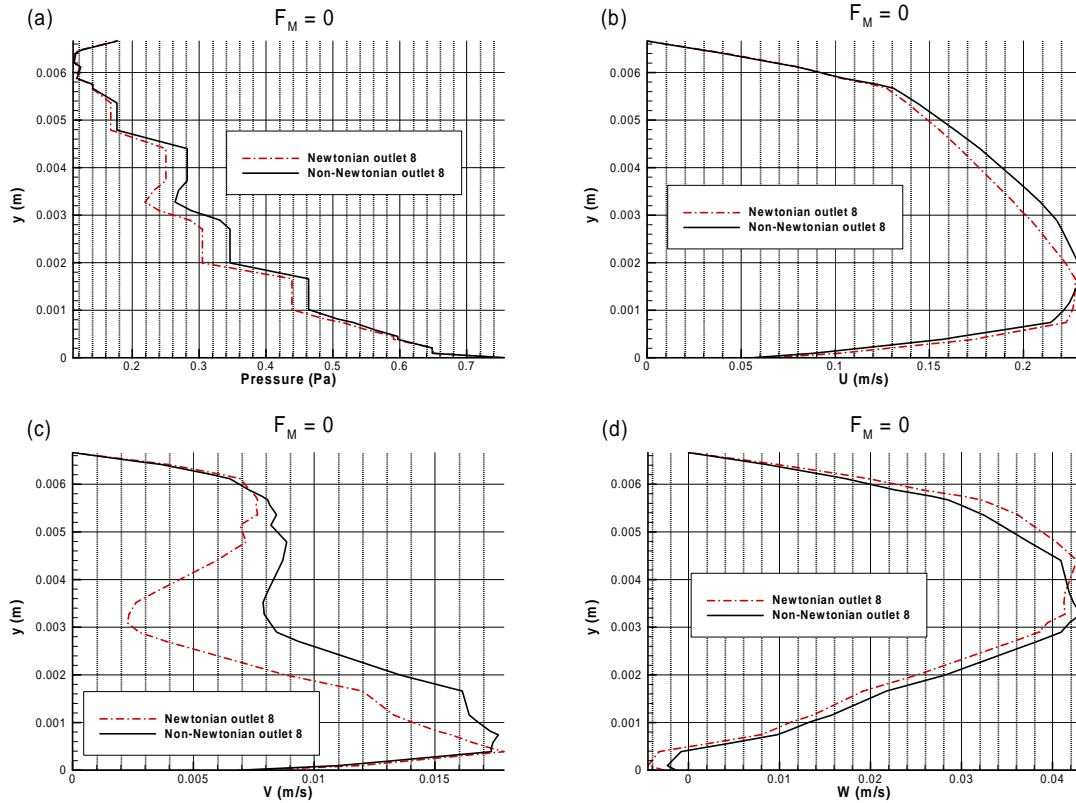 (a)
F_M = 0
y (m)
0.006
0.005
0.004
0.003
0.002
0.001
0
Newtonian outlet 8
Non-Newtonian outlet 8
0.2
0.3
0.4
0.5
0.6
0.7
Pressure (Pa)
(b)
F_M = 0
y (m)
0.006
0.005
0.004
0.003
0.002
0.001
0
Newtonian outlet 8
Non-Newtonian outlet 8
0
0.05
0.1
0.15
0.2
U (m/s)
(c)
F_M = 0
y (m)
0.006
0.005
0.004
0.003
0.002
0.001
0
Newtonian outlet 8
Non-Newtonian outlet 8
0.005
0.01
0.015
V (m/s)
(d)
F_M = 0
y (m)
0.006
0.005
0.004
0.003
0.002
0.001
0
Newtonian outlet 8
Non-Newtonian outlet 8
0
0.01
0.02
0.03
0.04
W (m/s)